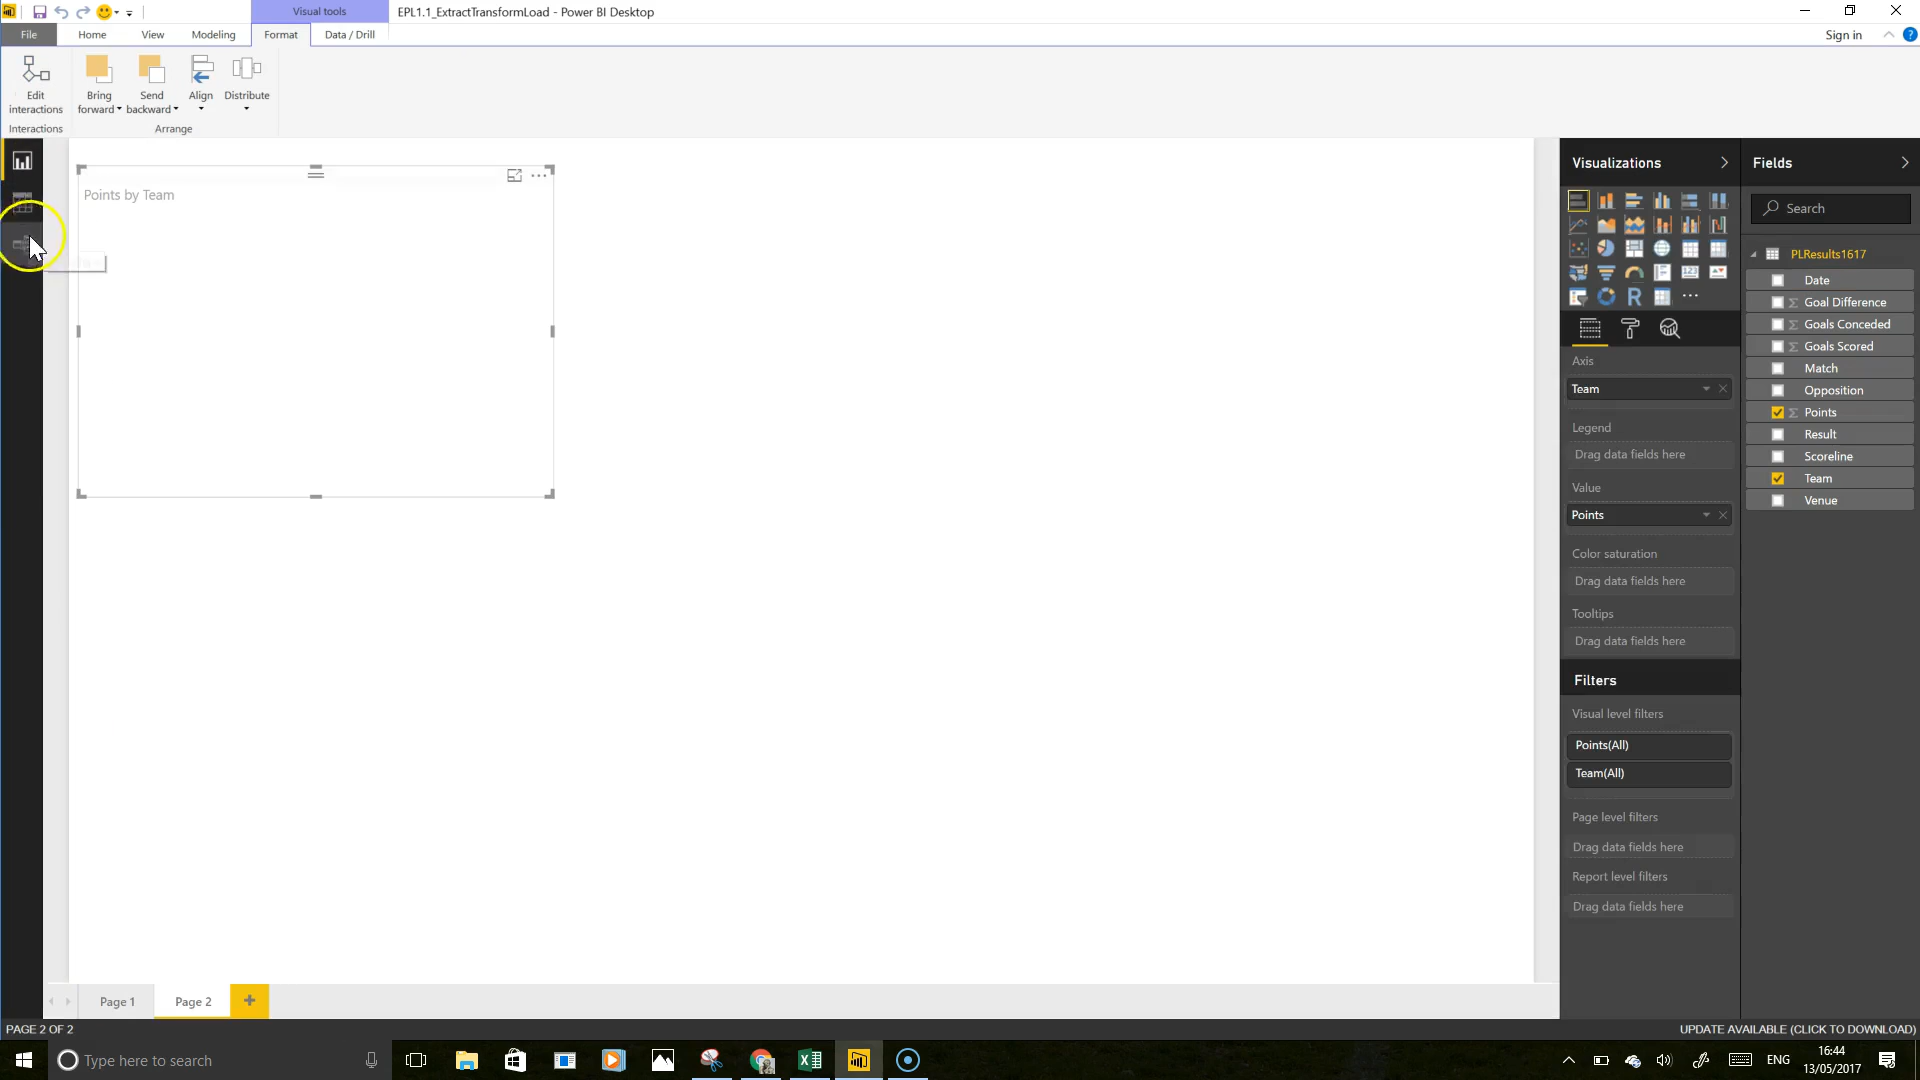 Visual tools
EPL1.1_ExtractTransformLoad - Power BI Desktop
File
Home
View
Modeling
Format
Data / Drill
Sign in
Edit
interactions
Bring
forward
Send
backward
Align
Distribute
Interactions
Arrange
Points by Team
Visualizations
Axis
Team
Legend
Drag data fields here
Value
Points
Color saturation
Drag data fields here
Tooltips
Drag data fields here
Filters
Visual level filters
Points(All)
Team(All)
Page level filters
Drag data fields here
Report level filters
Drag data fields here
Fields
Search
PLResults1617
Date
Goal Difference
Goals Conceded
Goals Scored
Match
Opposition
Points
Result
Scoreline
Team
Venue
Page 1
Page 2
PAGE 2 OF 2
UPDATE AVAILABLE (CLICK TO DOWNLOAD)
Type here to search
ENG
16:44
13/05/2017